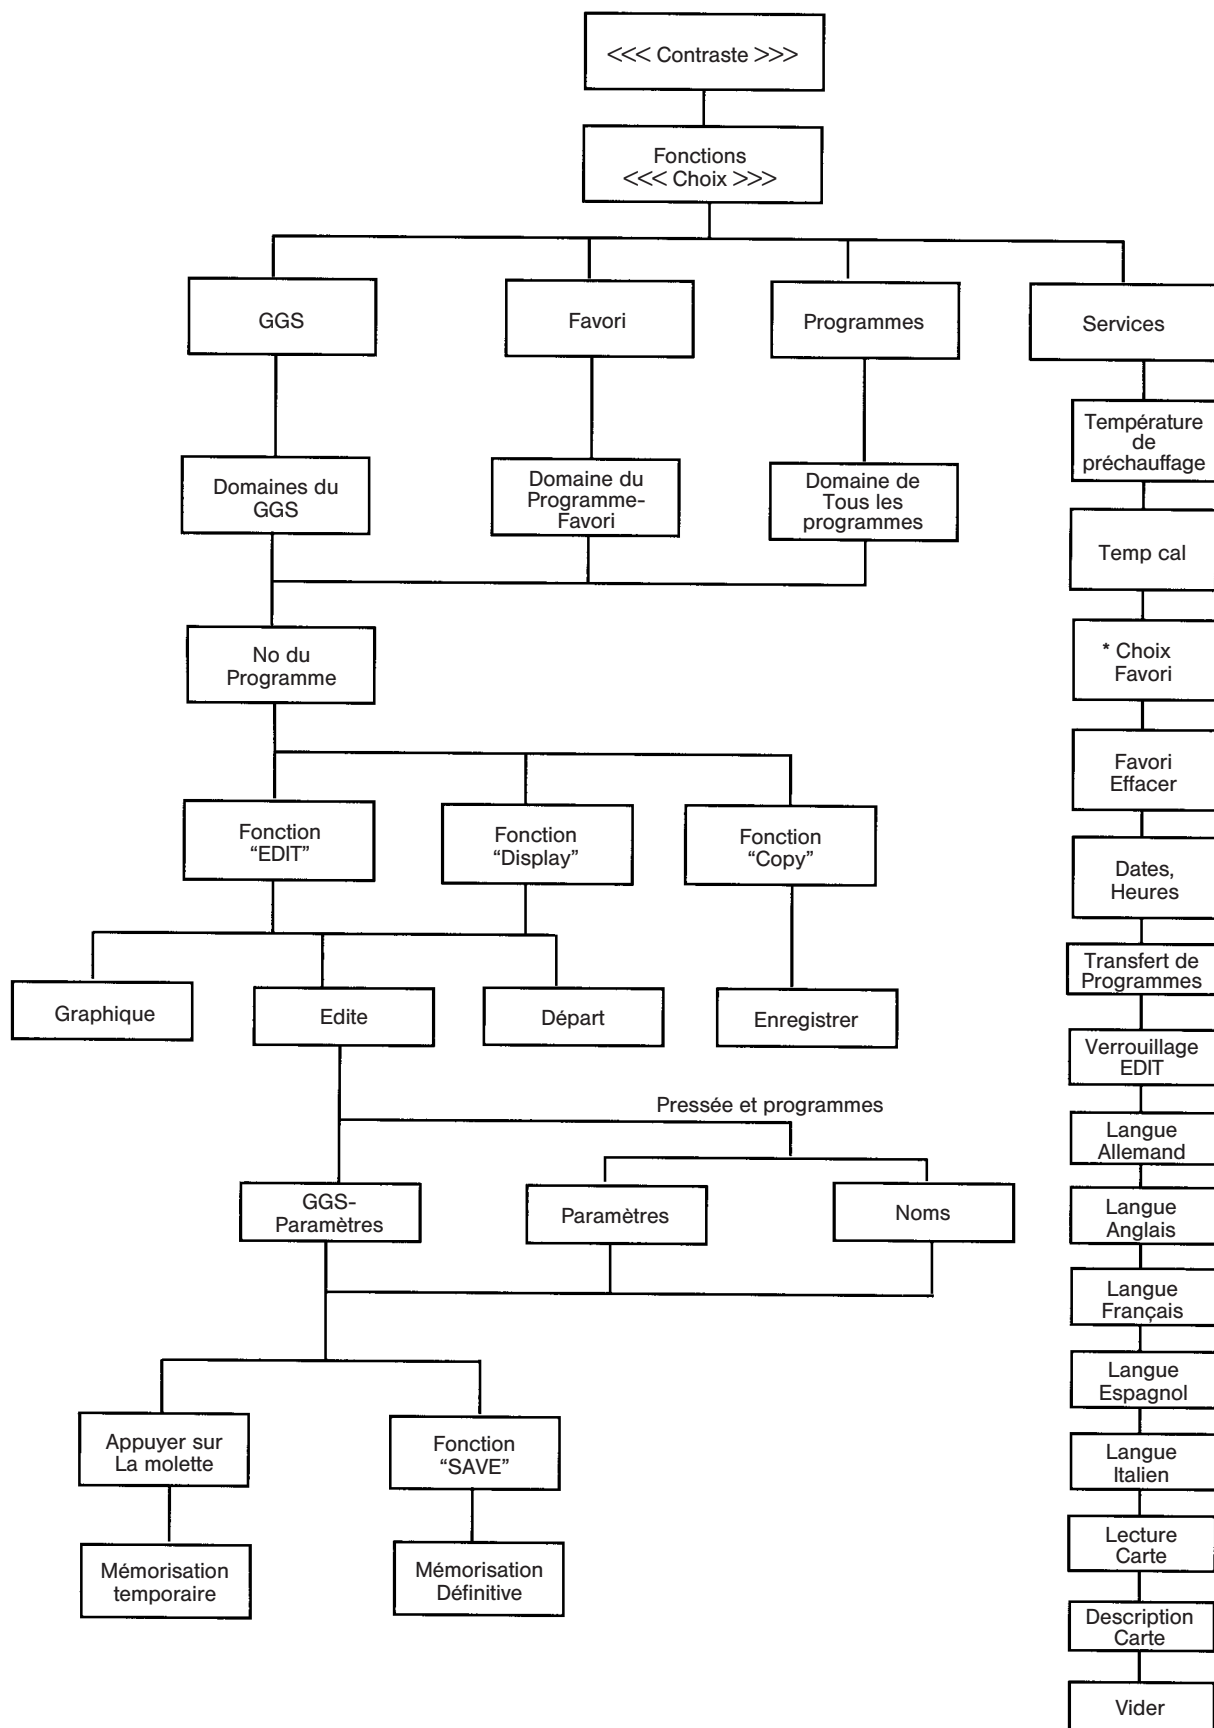 <<< Contraste >>>
Fonctions
<<< Choix >>>
GGS
Favori
Programmes
Services
Domaines du
GGS
Domaine du
Programme-
Favori
Domaine de
Tous les
programmes
No du
Programme
Fonction
“EDIT”
Fonction
“Display”
Fonction
“Copy”
Graphique
Edite
Départ
Enregistrer
Pressée et programmes
GGS-
Paramètres
Paramètres
Noms
Appuyer sur
La molette
Fonction
“SAVE”
Mémorisation
temporaire
Mémorisation
Définitive
Température
de
préchauffage
Temp cal
* Choix
Favori
Favori
Effacer
Dates,
Heures
Transfert de
Programmes
Verrouillage
EDIT
Langue
Allemand
Langue
Anglais
Langue
Français
Langue
Espagnol
Langue
Italien
Lecture
Carte
Description
Carte
Vider